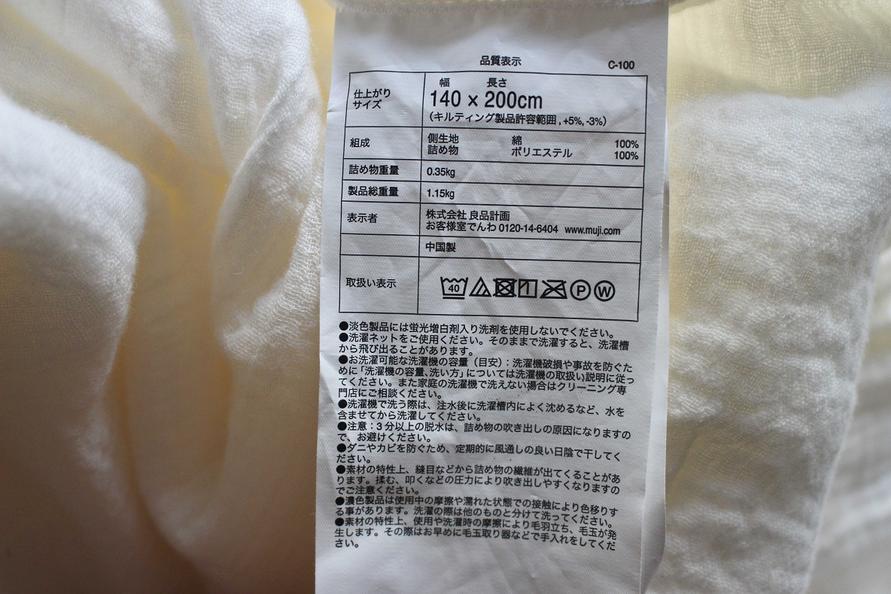 品質表示 C-100
仕上がり 幅 長さ
サイズ 140 × 200cm
(キルティング製品許容範囲, +5%, -3%)
組成 側生地 綿 100%
詰め物 ポリエステル 100%
詰め物重量 0.35kg
製品総重量 1.15kg
表示者 株式会社 良品計画
お客様室でんわ 0120-14-6404 www.muji.com
中国製
取扱い表示 40 P W
●淡色製品には蛍光増白剤入り洗剤を使用しないでください。
●洗濯ネットをご使用ください。そのままで洗濯すると、洗濯槽
から飛び出ることがあります。
●お洗濯可能な洗濯機の容量(目安):洗濯機破損や事故を防ぐた
めに「洗濯機の容量、洗い方」については洗濯機の取扱い説明に従っ
てください。また家庭の洗濯機で洗えない場合はクリーニング専
門店にご相談ください。
●洗濯機で洗う際は、注水後に洗濯槽内によく沈めるなど、水を
含ませてから洗濯してください。
●注意:3分以上の脱水は、詰め物の吹き出しの原因になりますの
で、お避けください。
●ダニやカビを防ぐため、定期的に風通しの良い日陰で干してく
ださい。
●素材の特性上、縫目などから詰め物の繊維が出てくることがあ
ります。揉む、叩くなどの圧力により吹き出しやすくなりますの
でご注意ください。
●濃色製品は使用中の摩擦や濡れた状態での接触により色移りす
る事があります。洗濯の際は他のものと分けて洗ってください。
●素材の特性上、使用や洗濯時の摩擦により毛羽立ち、毛玉が発
生します。その際はお早めに毛玉取り器などで手入れをしてくだ
さい。